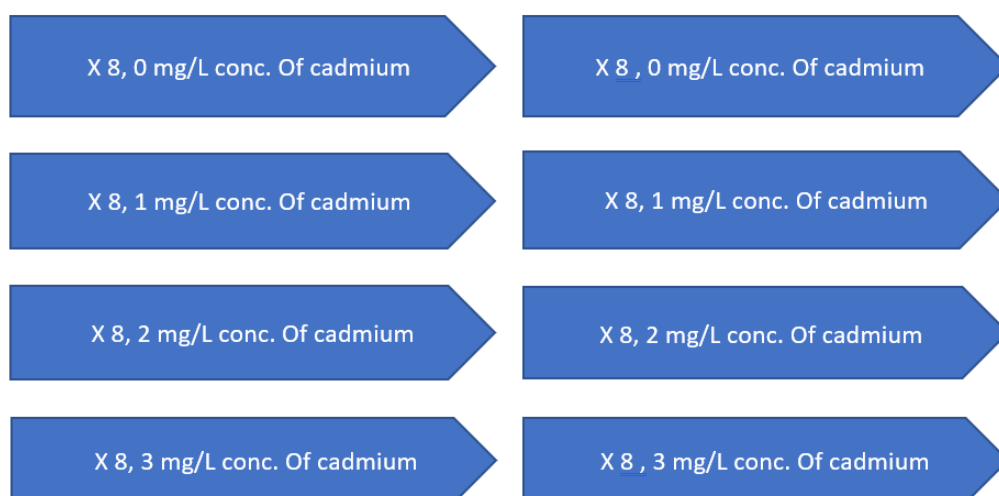 X 8, 0 mg/L conc. Of cadmium
X 8 , 0 mg/L conc. Of cadmium
X 8, 1 mg/L conc. Of cadmium
X 8, 1 mg/L conc. Of cadmium
X 8, 2 mg/L conc. Of cadmium
X 8, 2 mg/L conc. Of cadmium
X 8, 3 mg/L conc. Of cadmium
X 8 , 3 mg/L conc. Of cadmium